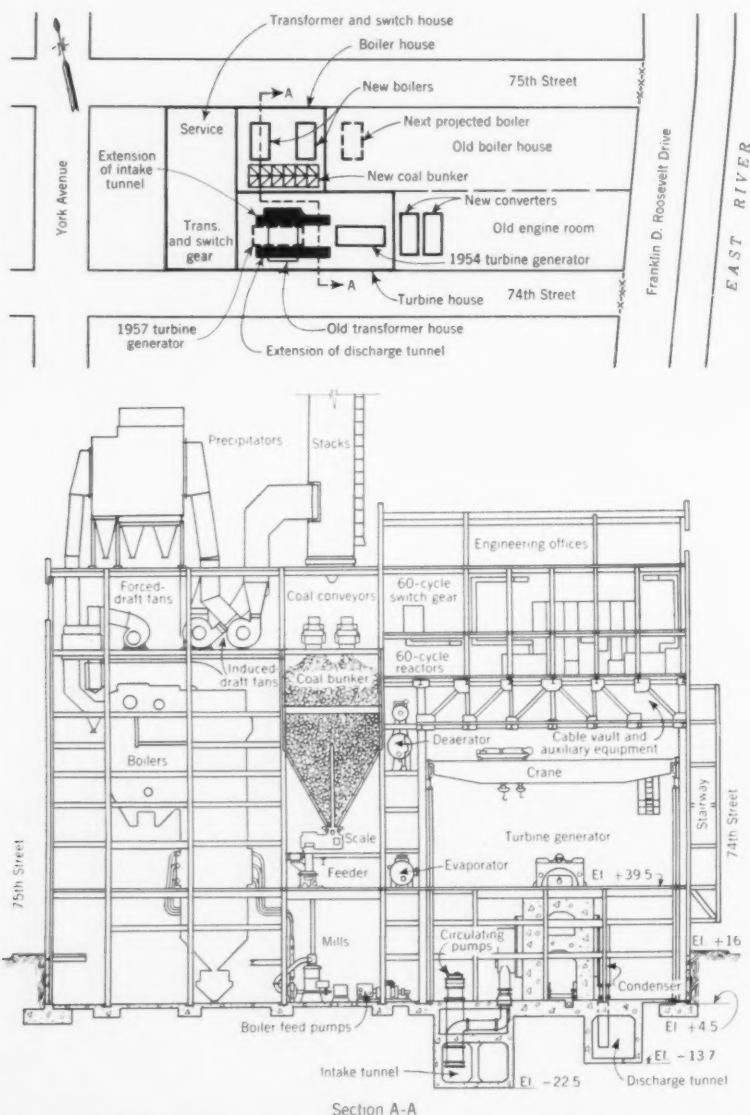 Transformer and switch house
Boiler house
75th Street
A
New boilers
Service
Next projected boiler
Old boiler house
Extension
of intake
tunnel
New coal bunker
York Avenue
New converters
Trans.
and switch
gear
Old engine room
1954 turbine generator
A
Turbine house
74th Street
1957 turbine
generator
Old transformer house
Extension of discharge tunnel
Franklin D. Roosevelt Drive
EAST RIVER
Precipitators
Stacks
Engineering offices
Forced-
draft fans
Coal conveyors
60-cycle
switch gear
Induced-
draft fans
60-cycle
reactors
Coal bunker
Deaerator
Cable vault and
auxiliary equipment
Boilers
Crane
Stairway
74th Street
75th Street
Scale
Turbine generator
Feeder
Evaporator
El. +39.5
Mills
Circulating
pumps
El. +16
Condenser
Boiler feed pumps
El. +4.5
El. -13.7
Intake tunnel
El. -22.5
Discharge tunnel
Section A-A